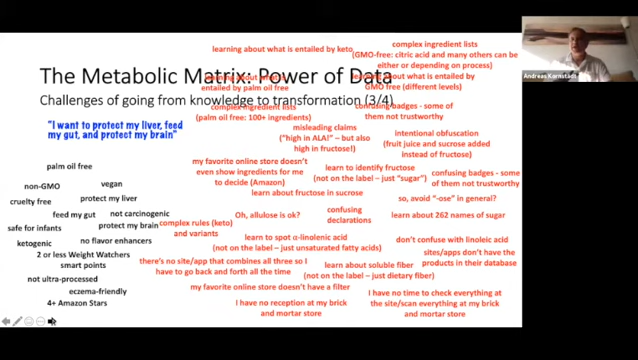 learning about what is entailed by keto
complex ingredient lists
(GMO-free: citric acid and many others can be
either or depending on process)
The Metabolic Matrix: Power of Data
entailed by palm oil free
learning about what is entailed by
GMO free (different levels)
Challenges of going from knowledge to transformation (3/4)
complex ingredient lists
(palm oil free: 100+ ingredients)
confusing badges - some of
them not trustworthy
"I want to protect my liver, feed
my gut, and protect my brain"
misleading claims
("high in ALA!" – but also
high in fructose!)
intentional obfuscation
(fruit juice and sucrose added
instead of fructose)
my favorite online store doesn't
even show ingredients for me
to decide (Amazon)
learn to identify fructose
(not on the label – just "sugar")
confusing badges - some
of them not trustworthy
palm oil free
non-GMO
vegan
cruelty free
protect my liver
learn about fructose in sucrose
so, avoid "-ose" in general?
feed my gut
not carcinogenic
safe for infants
protect my brain
complex rules (keto)
and variants
Oh, allulose is ok?
confusing
declarations
learn about 262 names of sugar
ketogenic
no flavor enhancers
learn to spot α-linolenic acid
(not on the label – just unsaturated fatty acids)
don't confuse with linoleic acid
2 or less Weight Watchers
smart points
there's no site/app that combines all three so I
have to go back and forth all the time
learn about soluble fiber
(not on the label – just dietary fiber)
sites/apps don't have the
products in their database
not ultra-processed
eczema-friendly
4+ Amazon Stars
my favorite online store doesn't have a filter
I have no reception at my brick
and mortar store
I have no time to check everything at
the site/scan everything at my brick
and mortar store